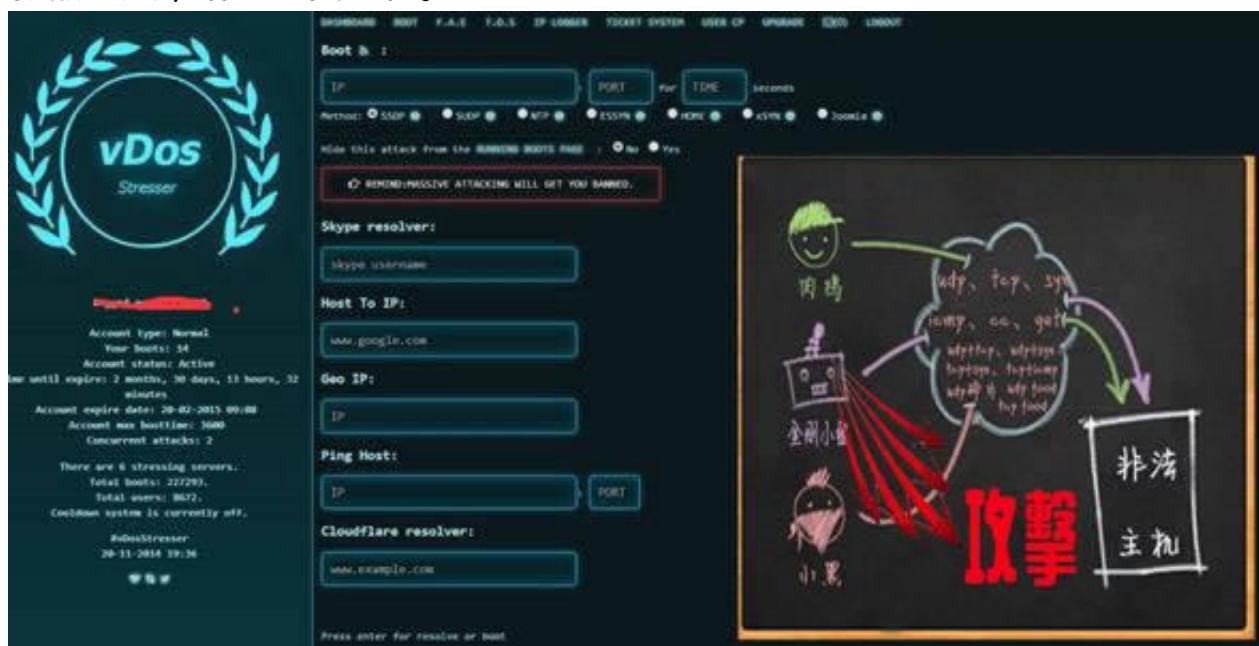 DASHBOARD BOOT F.A.E T.O.S IP LOGGER TICKET SYSTEM USER CP UPGRADE LOGOUT
Boot :
IP : PORT for TIME seconds
Method: SSDP SUDP NTP ESSYN HOME xSYN Joomla
Hide this attack from the RUNNING BOOTS PAGE : No Yes
REMIND:MASSIVE ATTACKING WILL GET YOU BANNED.
Skype resolver:
skype username
Host To IP:
www.google.com
Geo IP:
IP
Ping Host:
IP : PORT
Cloudflare resolver:
www.example.com
Press enter for resolve or boot
vDos
Stresser
Account type: Normal
Your boots: 14
Account status: Active
me until expire: 2 months, 30 days, 13 hours, 32
minutes
Account expire date: 20-02-2015 09:08
Account max boottime: 3600
Concurrent attacks: 2
There are 6 stressing servers.
Total boots: 227293.
Total users: 8672.
Cooldown system is currently off.
#vDosStresser
20-11-2014 19:36
肉鸡
udp、tcp、syn
icmp、cc、get
金刚小
小黑
攻擊
非法
主机